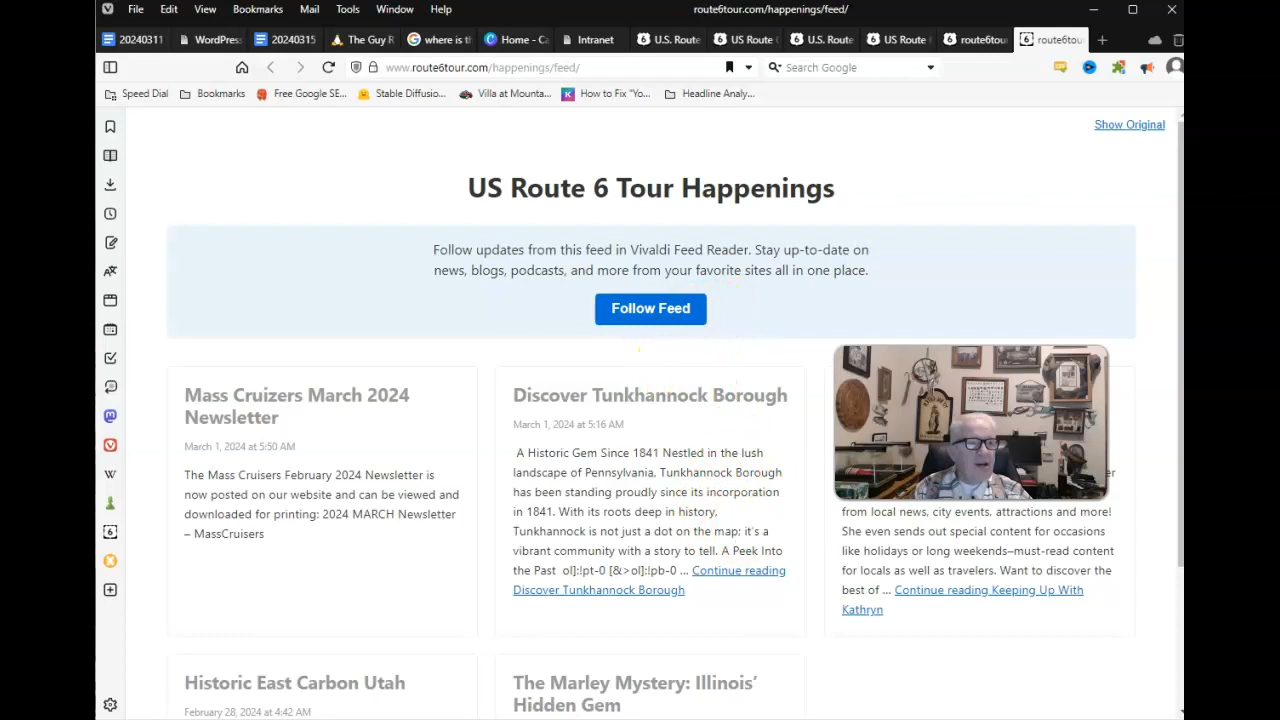 File Edit View Bookmarks Mail Tools Window Help
route6tour.com/happenings/feed/
20240311 WordPres 20240315 The Guy R where is th Home - Ca Intranet U.S. Route US Route U.S. Route US Route route6tour route6tour
www.route6tour.com/happenings/feed/
Search Google
Speed Dial Bookmarks Free Google SE... Stable Diffusio... Villa at Mounta... How to Fix "Yo... Headline Analy...
Show Original
US Route 6 Tour Happenings
Follow updates from this feed in Vivaldi Feed Reader. Stay up-to-date on
news, blogs, podcasts, and more from your favorite sites all in one place.
Follow Feed
Mass Cruizers March 2024
Newsletter
March 1, 2024 at 5:50 AM
The Mass Cruisers February 2024 Newsletter is
now posted on our website and can be viewed and
downloaded for printing: 2024 MARCH Newsletter
– MassCruisers
Discover Tunkhannock Borough
March 1, 2024 at 5:16 AM
A Historic Gem Since 1841 Nestled in the lush
landscape of Pennsylvania, Tunkhannock Borough
has been standing proudly since its incorporation
in 1841. With its roots deep in history,
Tunkhannock is not just a dot on the map; it's a
vibrant community with a story to tell. A Peek Into
the Past ol]:!pt-0 [&>ol]:!pb-0 ... Continue reading
Discover Tunkhannock Borough
from local news, city events, attractions and more!
She even sends out special content for occasions
like holidays or long weekends–must-read content
for locals as well as travelers. Want to discover the
best of ... Continue reading Keeping Up With
Kathryn
Historic East Carbon Utah
February 28, 2024 at 4:42 AM
The Marley Mystery: Illinois'
Hidden Gem